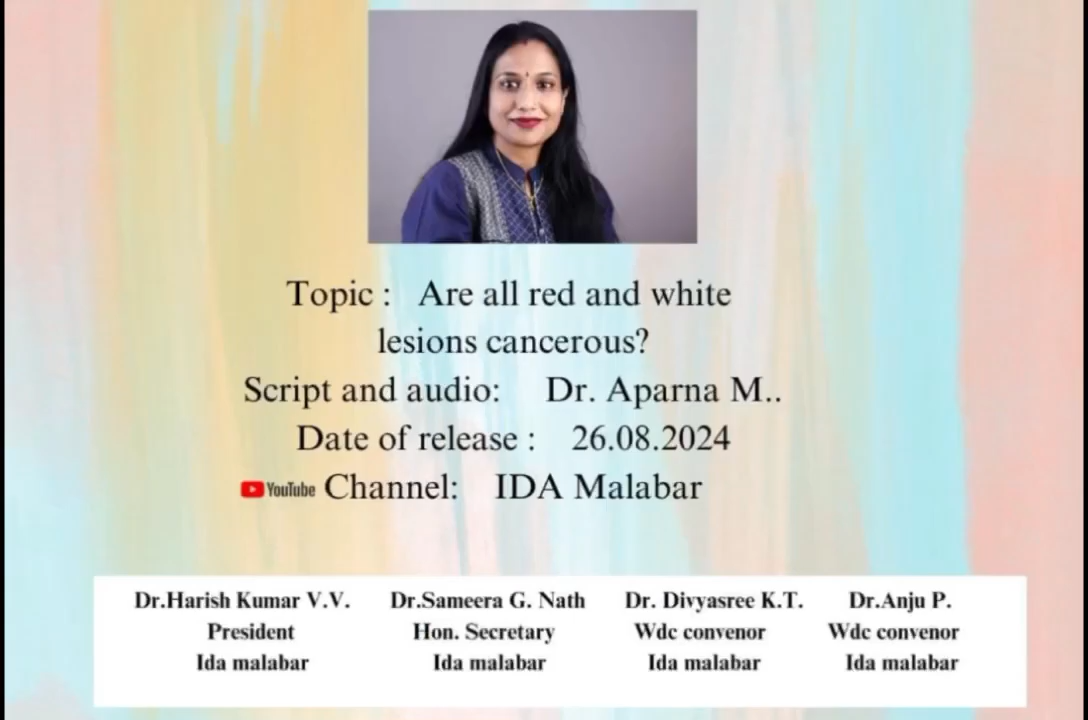 Topic : Are all red and white
lesions cancerous?
Script and audio: Dr. Aparna M..
Date of release : 26.08.2024
YouTube Channel: IDA Malabar
Dr.Harish Kumar V.V. Dr.Sameera G. Nath Dr. Divyasree K.T. Dr.Anju P.
President Hon. Secretary Wdc convenor Wdc convenor
Ida malabar Ida malabar Ida malabar Ida malabar